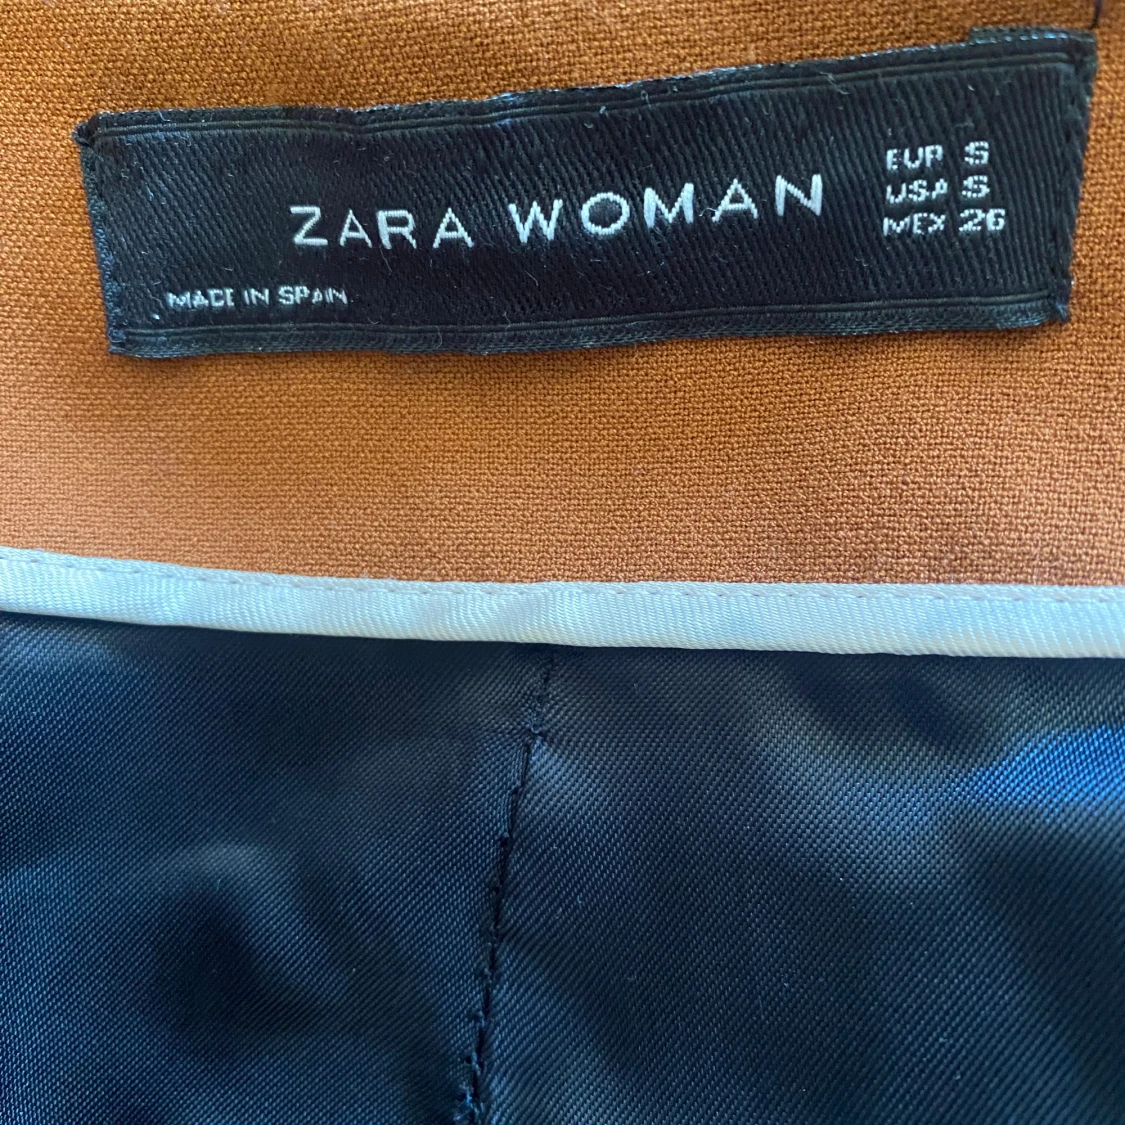 ZARA WOMAN
EUR S
USA S
MEX 26
MADE IN SPAIN